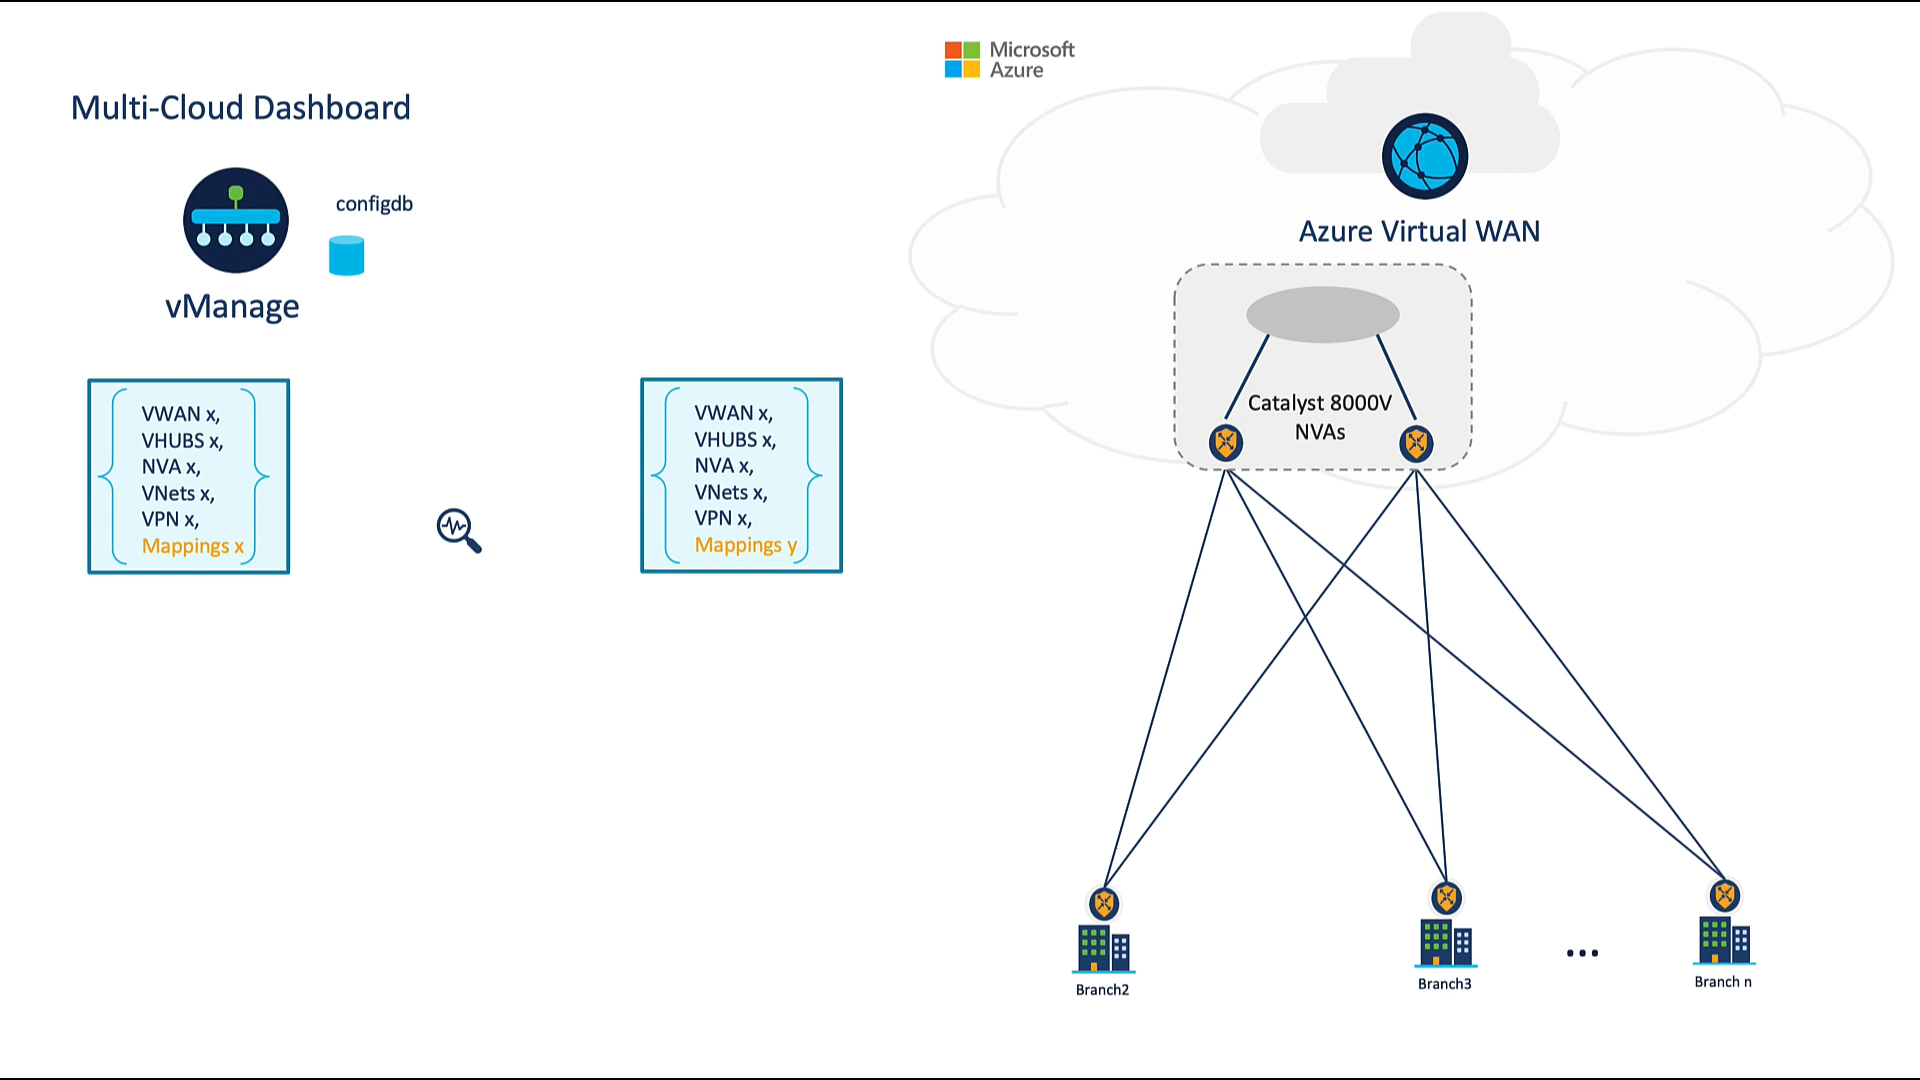 Microsoft
Azure
Multi-Cloud Dashboard
configdb
vManage
VWAN x,
VHUBS x,
NVA x,
VNets x,
VPN x,
Mappings x
VWAN x,
VHUBS x,
NVA x,
VNets x,
VPN x,
Mappings y
Azure Virtual WAN
Catalyst 8000V
NVAs
Branch2
Branch3
...
Branch n